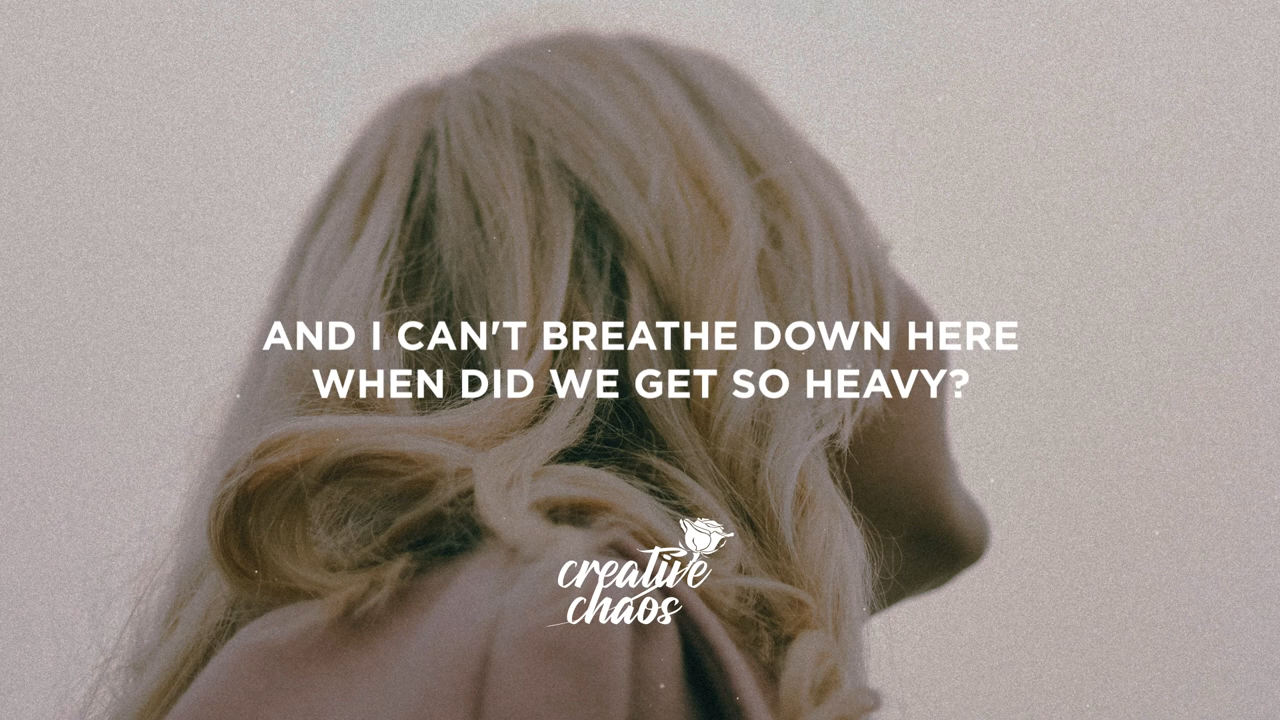 AND I CAN'T BREATHE DOWN HERE
WHEN DID WE GET SO HEAVY?
creative
chaos